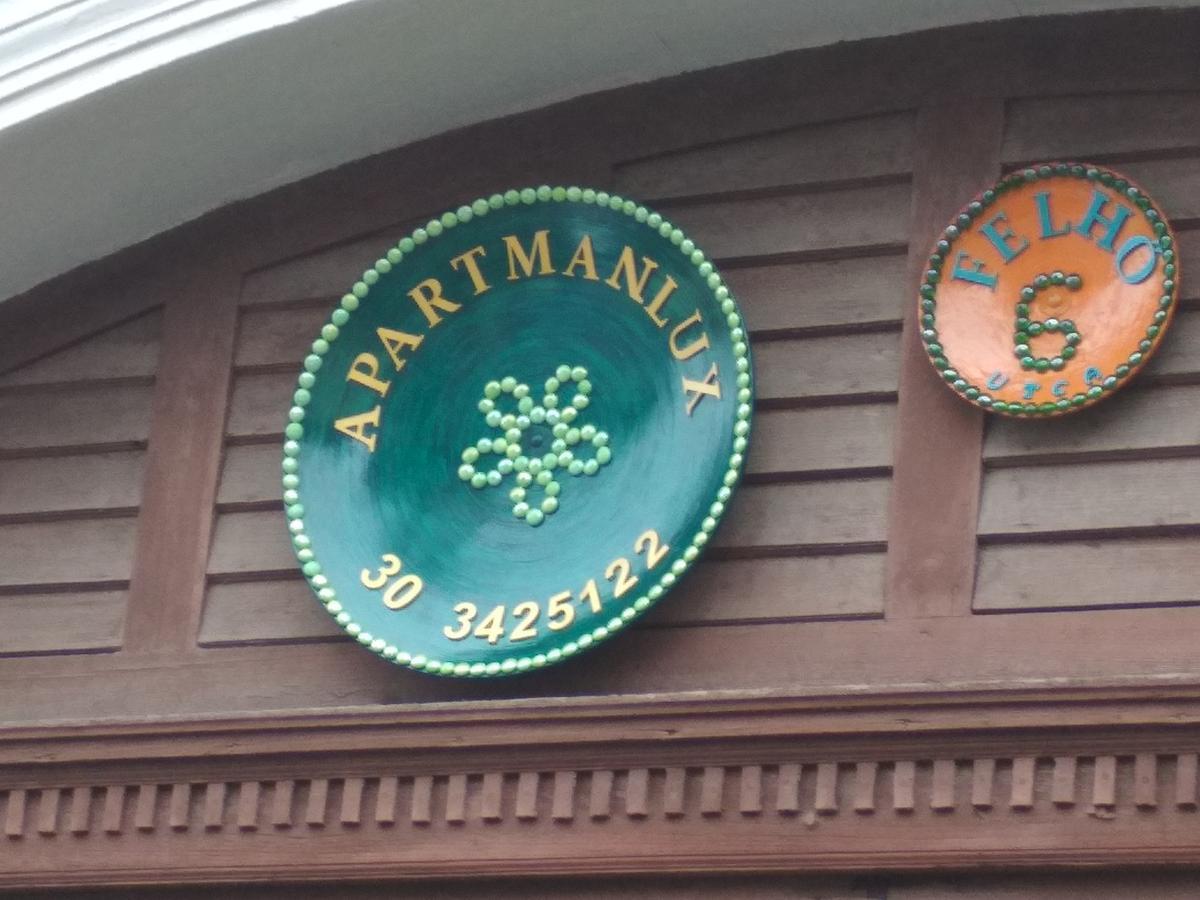 APARTMANLUX
30 3425122
FELHŐ
6
UTCA